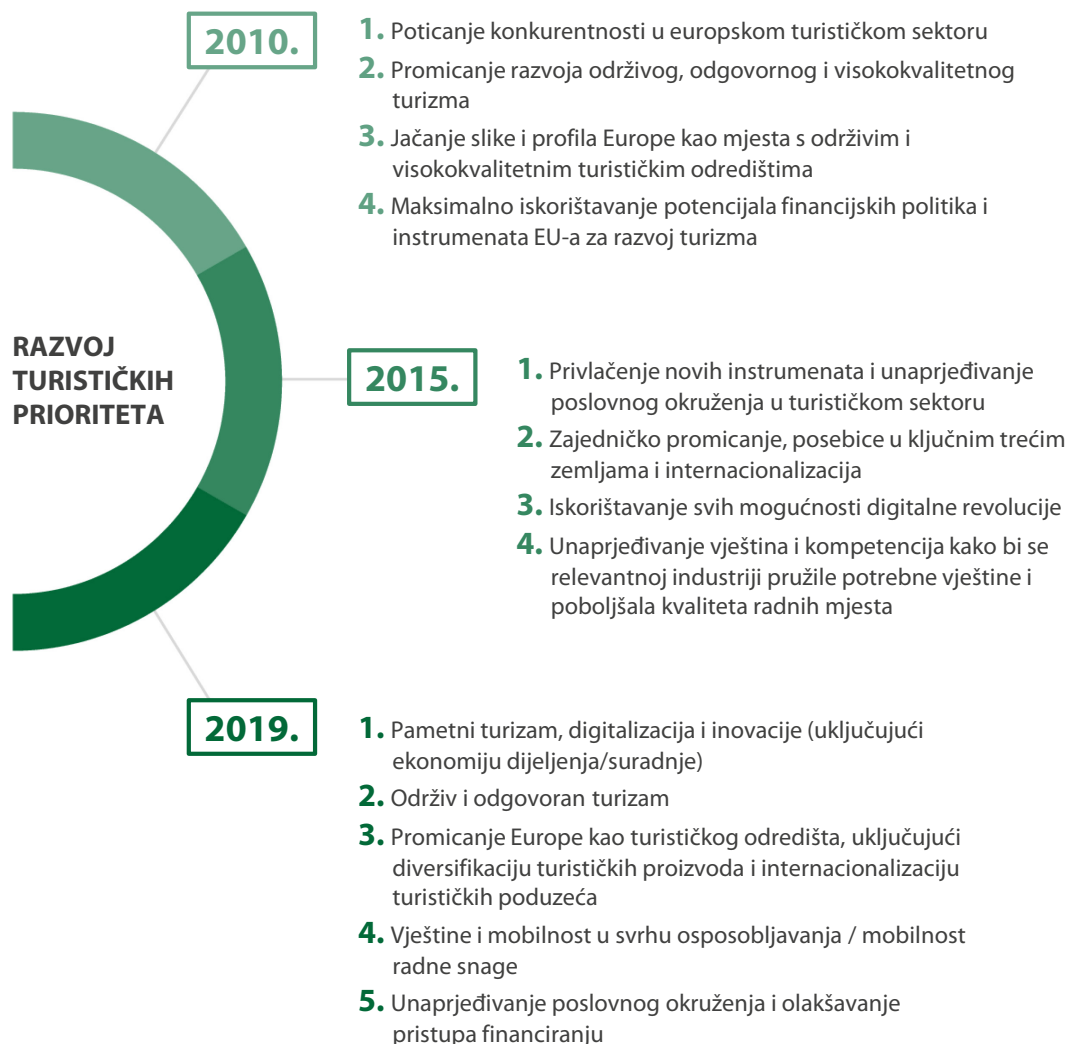 2010.
1. Poticanje konkurentnosti u europskom turističkom sektoru
2. Promicanje razvoja održivog, odgovornog i visokokvalitetnog
turizma
3. Jačanje slike i profila Europe kao mjesta s održivim i
visokokvalitetnim turističkim odredištima
4. Maksimalno iskorištavanje potencijala financijskih politika i
instrumenata EU-a za razvoj turizma
RAZVOJ
TURISTIČKIH
PRIORITETA
2015.
1. Privlačenje novih instrumenata i unaprjeđivanje
poslovnog okruženja u turističkom sektoru
2. Zajedničko promicanje, posebice u ključnim trećim
zemljama i internacionalizacija
3. Iskorištavanje svih mogućnosti digitalne revolucije
4. Unaprjeđivanje vještina i kompetencija kako bi se
relevantnoj industriji pružile potrebne vještine i
poboljšala kvaliteta radnih mjesta
2019.
1. Pametni turizam, digitalizacija i inovacije (uključujući
ekonomiju dijeljenja/suradnje)
2. Održiv i odgovoran turizam
3. Promicanje Europe kao turističkog odredišta, uključujući
diversifikaciju turističkih proizvoda i internacionalizaciju
turističkih poduzeća
4. Vještine i mobilnost u svrhu osposobljavanja / mobilnost
radne snage
5. Unaprjeđivanje poslovnog okruženja i olakšavanje
pristupa financiranju